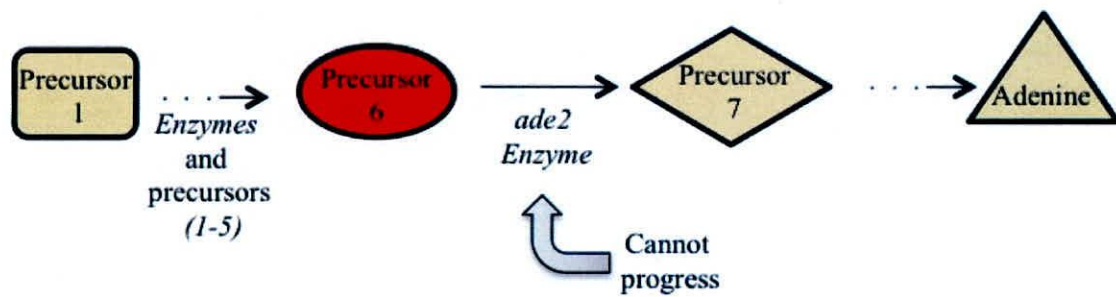 Precursor
1
. . .
Enzymes
and
precursors
(1-5)
Precursor
6
ade2
Enzyme
Precursor
7
. . .
Adenine
Cannot
progress